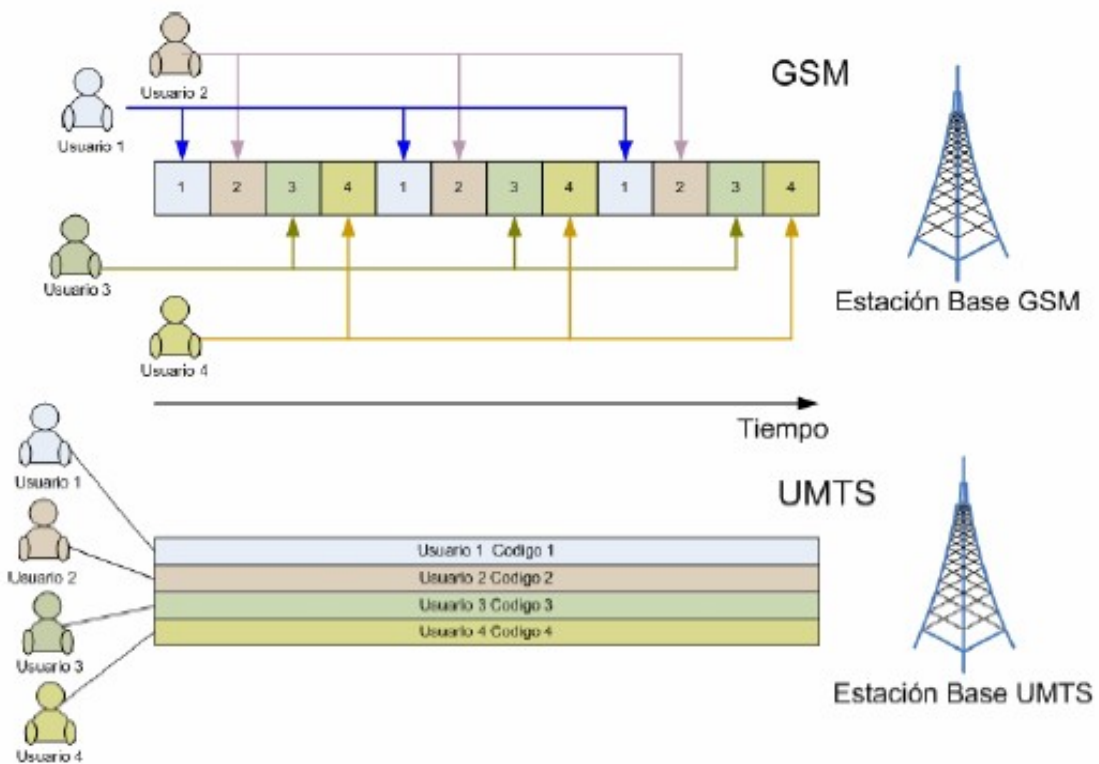 Usuario 2
GSM
Usuario 1
1 2 3 4 1 2 3 4 1 2 3 4
Usuario 3
Estación Base GSM
Usuario 4
Tiempo
Usuario 1
UMTS
Usuario 1 Codigo 1
Usuario 2
Usuario 2 Codigo 2
Usuario 3 Codigo 3
Usuario 4 Codigo 4
Usuario 3
Estación Base UMTS
Usuario 4